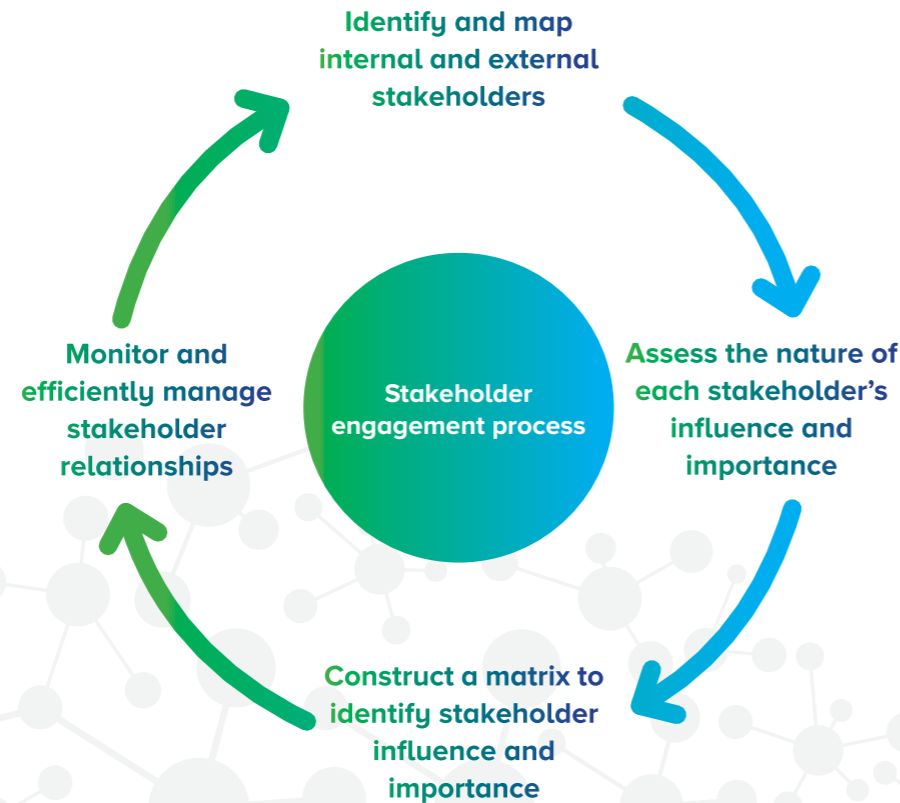 Identify and map
internal and external
stakeholders
Assess the nature of
each stakeholder’s
influence and
importance
Construct a matrix to
identify stakeholder
influence and
importance
Monitor and
efficiently manage
stakeholder
relationships
Stakeholder
engagement process